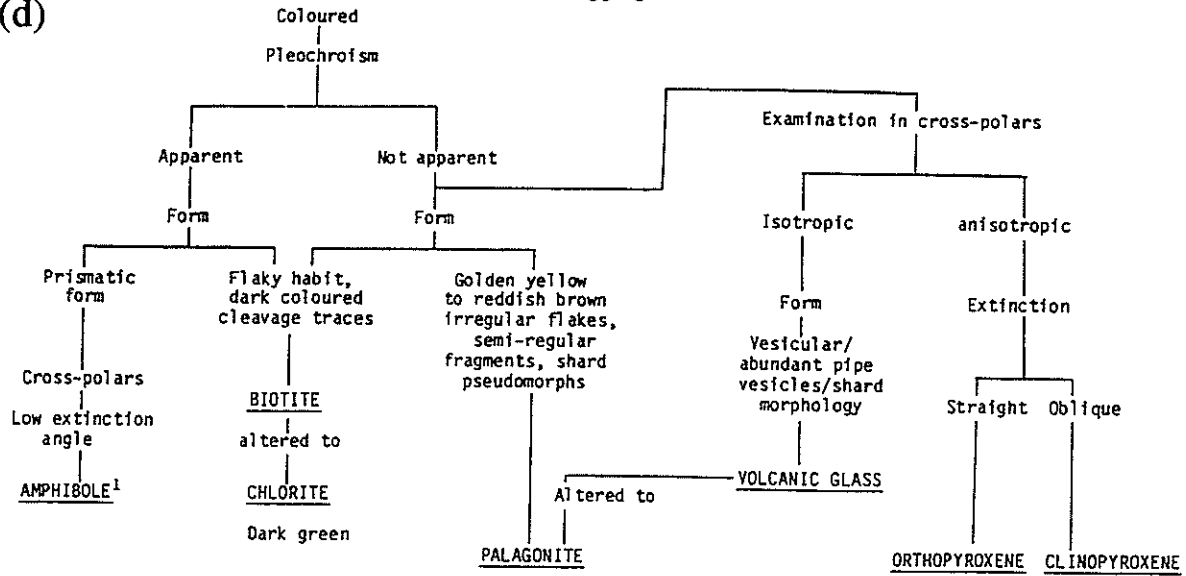 (d)
Coloured
Pleochroism
Examination in cross-polars
Apparent
Not apparent
Form
Form
Isotropic
anisotropic
Prismatic
form
Flaky habit,
dark coloured
cleavage traces
Golden yellow
to reddish brown
irregular flakes,
semi-regular
fragments, shard
pseudomorphs
Form
Extinction
Vesicular/
abundant pipe
vesicles/shard
morphology
Cross-polars
Low extinction
angle
AMPHIBOLE¹
BIOTITE
altered to
CHLORITE
Dark green
Straight
Oblique
VOLCANIC GLASS
Altered to
PALAGONITE
ORTHOPYROXENE
CLINOPYROXENE